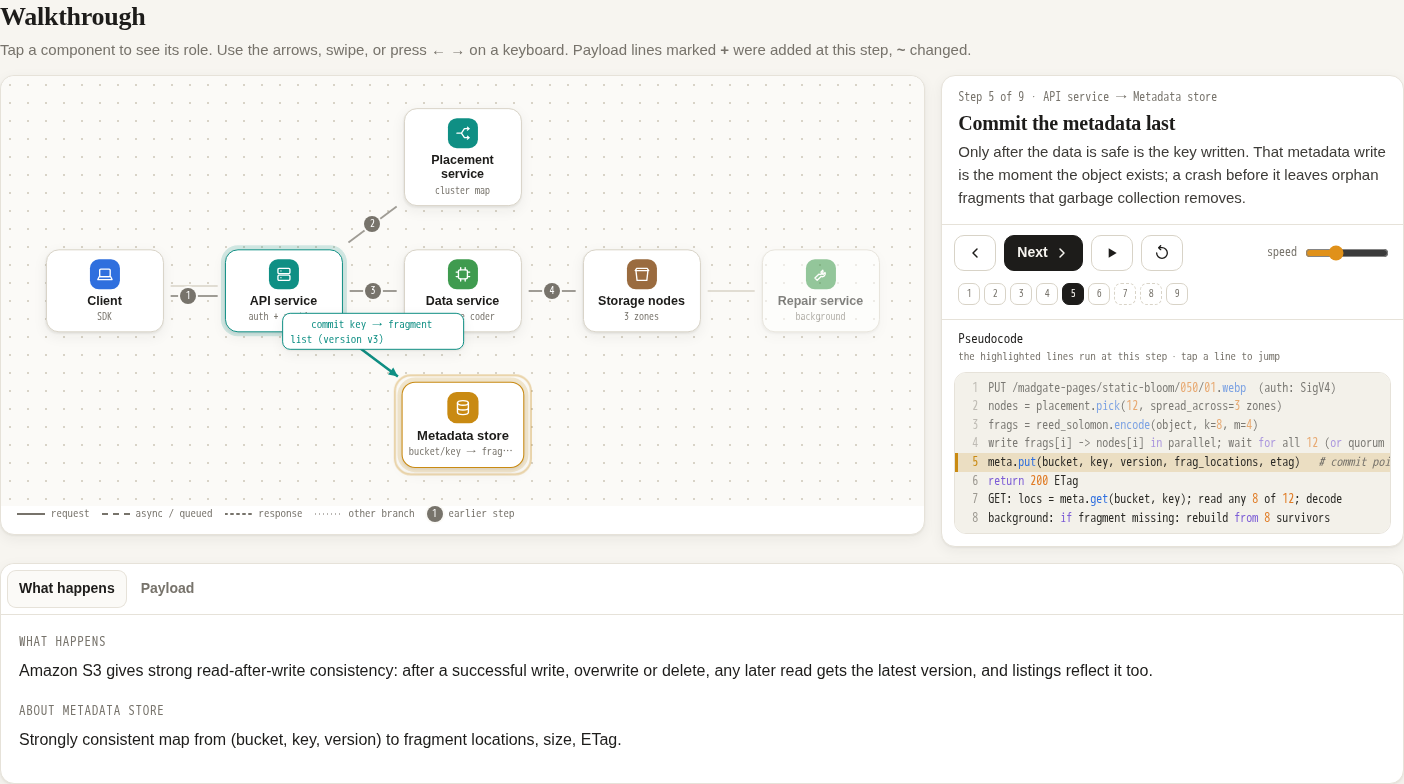 Walkthrough
Tap a component to see its role. Use the arrows, swipe, or press ← → on a keyboard. Payload lines marked + were added at this step, ~ changed.
Placement
service
cluster map
2
Client
SDK
1
API service
auth +
3
Data service
coder
4
Storage nodes
3 zones
Repair service
background
commit key → fragment
list (version v3)
Metadata store
bucket/key → frag…
request
async / queued
response
other branch
1 earlier step
Step 5 of 9 · API service → Metadata store
Commit the metadata last
Only after the data is safe is the key written. That metadata write
is the moment the object exists; a crash before it leaves orphan
fragments that garbage collection removes.
Next
speed
1 2 3 4 5 6 7 8 9
Pseudocode
the highlighted lines run at this step · tap a line to jump
1 PUT /madgate-pages/static-bloom/050/01.webp (auth: SigV4)
2 nodes = placement.pick(12, spread_across=3 zones)
3 frags = reed_solomon.encode(object, k=8, m=4)
4 write frags[i] -> nodes[i] in parallel; wait for all 12 (or quorum
5 meta.put(bucket, key, version, frag_locations, etag) # commit poi
6 return 200 ETag
7 GET: locs = meta.get(bucket, key); read any 8 of 12; decode
8 background: if fragment missing: rebuild from 8 survivors
What happens
Payload
WHAT HAPPENS
Amazon S3 gives strong read-after-write consistency: after a successful write, overwrite or delete, any later read gets the latest version, and listings reflect it too.
ABOUT METADATA STORE
Strongly consistent map from (bucket, key, version) to fragment locations, size, ETag.